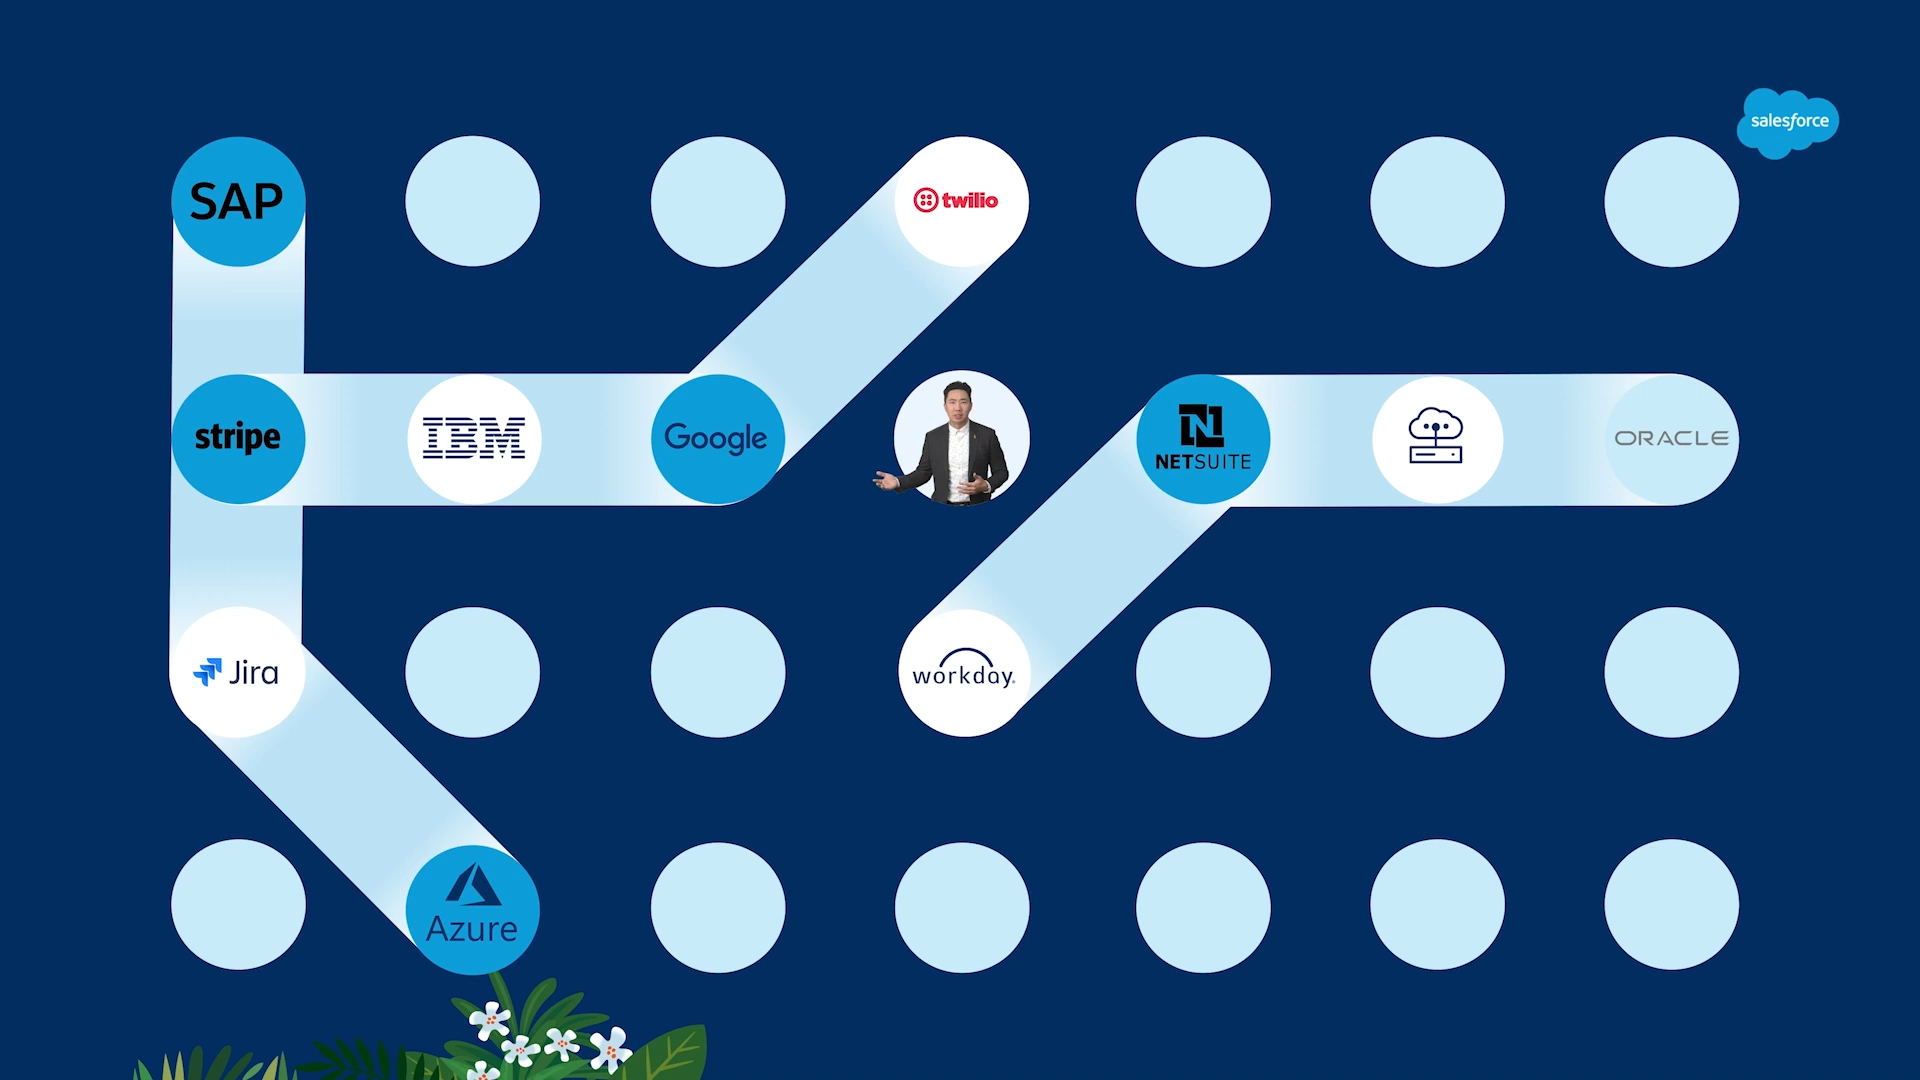 salesforce
SAP
twilio
stripe
IBM
Google
NETSUITE
ORACLE
Jira
workday.
Azure